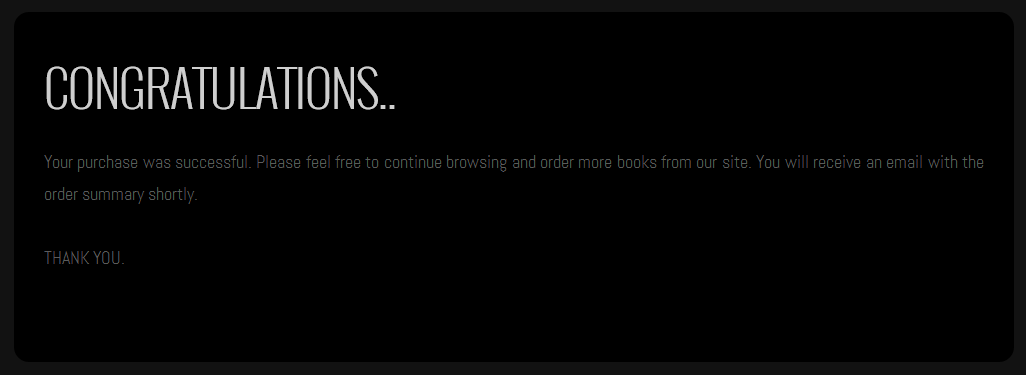 CONGRATULATIONS..
Your purchase was successful. Please feel free to continue browsing and order more books from our site. You will receive an email with the
order summary shortly.
THANK YOU.